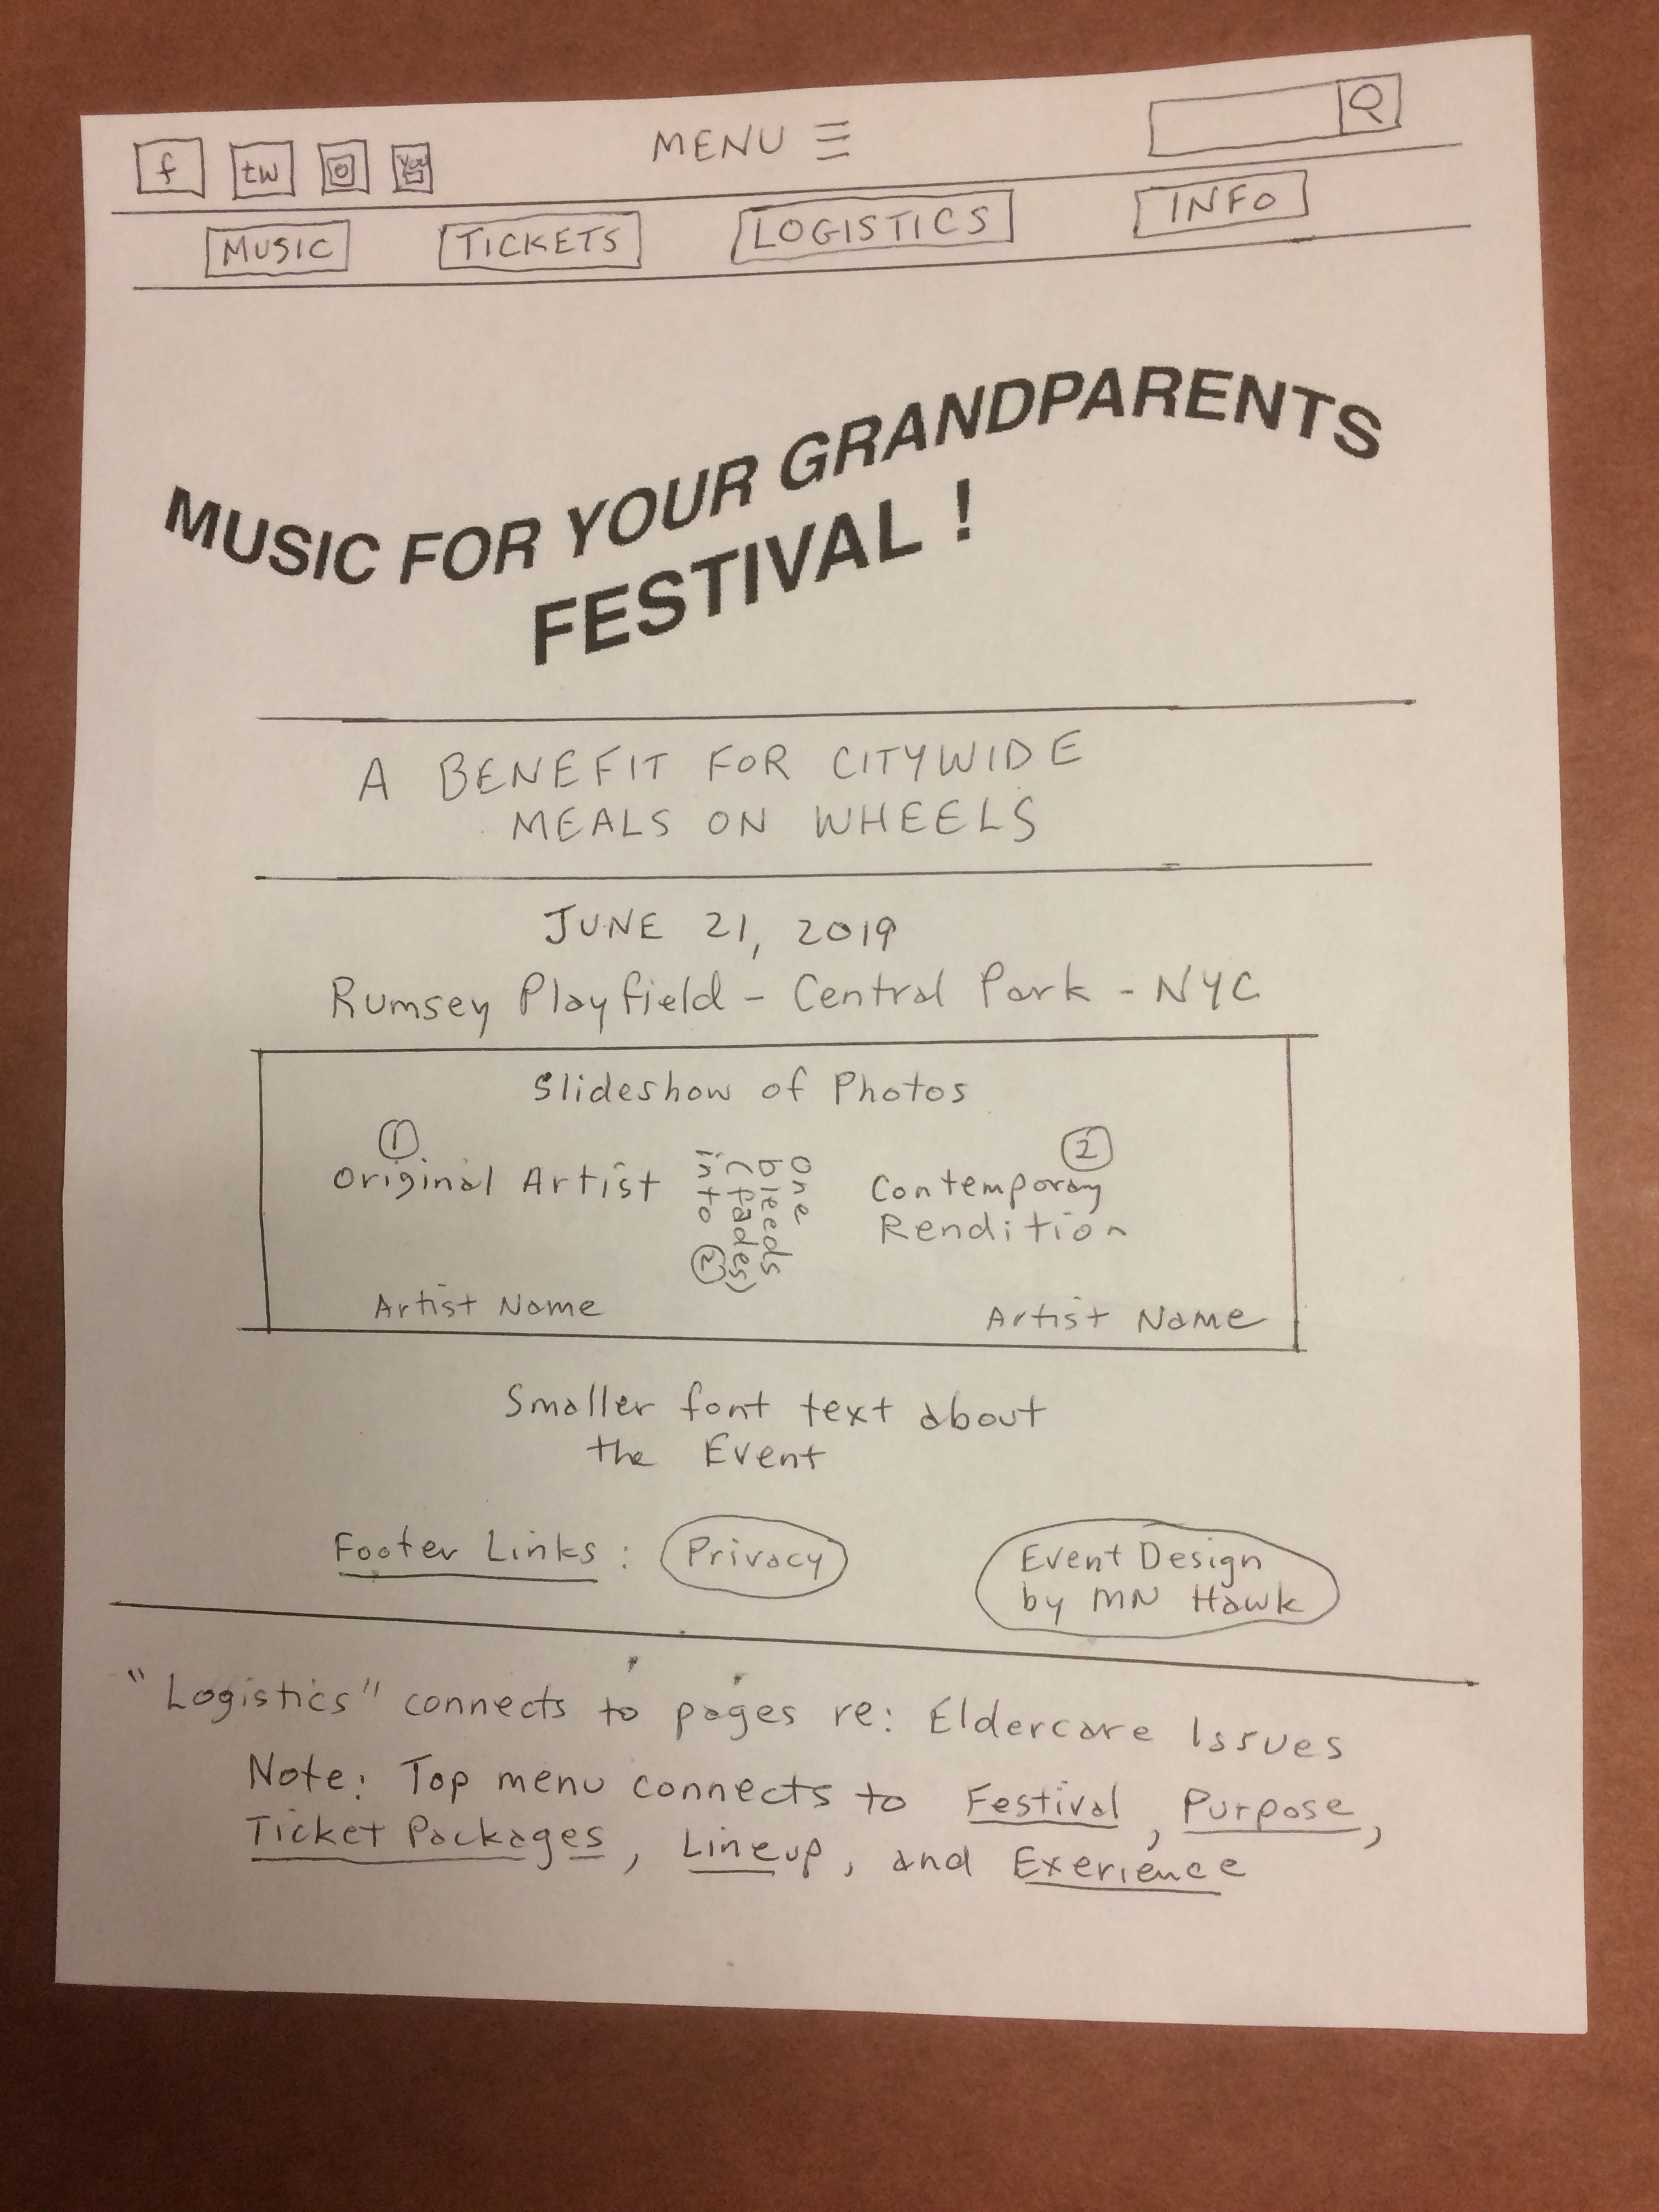 f tw You MENU
MUSIC TICKETS LOGISTICS INFO
MUSIC FOR YOUR GRANDPARENTS
FESTIVAL !
A BENEFIT FOR CITYWIDE
MEALS ON WHEELS
JUNE 21, 2019
Rumsey Playfield - Central Park - NYC
Slideshow of Photos
1
Original Artist
Artist Name
One
bleeds
(fades)
into 2
2
Contemporary
Rendition
Artist Name
Smaller font text about
the Event
Footer Links : Privacy
Event Design
by MN Hawk
"Logistics" connects to pages re: Eldercare Issues
Note: Top menu connects to Festival, Purpose,
Ticket Packages, Lineup, and Exerience